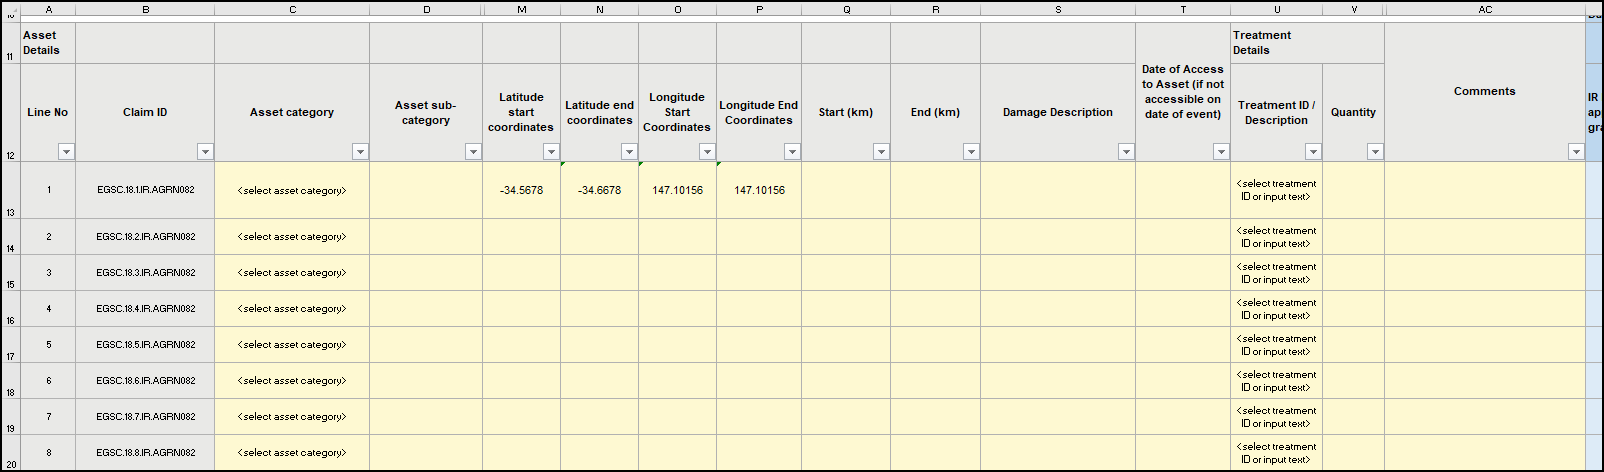 A B C D M N O P Q R S T U V AC
11 Asset Details Treatment Details
12 Line No Claim ID Asset category Asset sub-category Latitude start coordinates Latitude end coordinates Longitude Start Coordinates Longitude End Coordinates Start (km) End (km) Damage Description Date of Access to Asset (if not accessible on date of event) Treatment ID / Description Quantity Comments IR
13 1 EGSC.18.1.IR.AGRN082 <select asset category> -34.5678 -34.6678 147.10156 147.10156 <select treatment ID or input text>
14 2 EGSC.18.2.IR.AGRN082 <select asset category> <select treatment ID or input text>
15 3 EGSC.18.3.IR.AGRN082 <select asset category> <select treatment ID or input text>
16 4 EGSC.18.4.IR.AGRN082 <select asset category> <select treatment ID or input text>
17 5 EGSC.18.5.IR.AGRN082 <select asset category> <select treatment ID or input text>
18 6 EGSC.18.6.IR.AGRN082 <select asset category> <select treatment ID or input text>
19 7 EGSC.18.7.IR.AGRN082 <select asset category> <select treatment ID or input text>
20 8 EGSC.18.8.IR.AGRN082 <select asset category> <select treatment ID or input text>